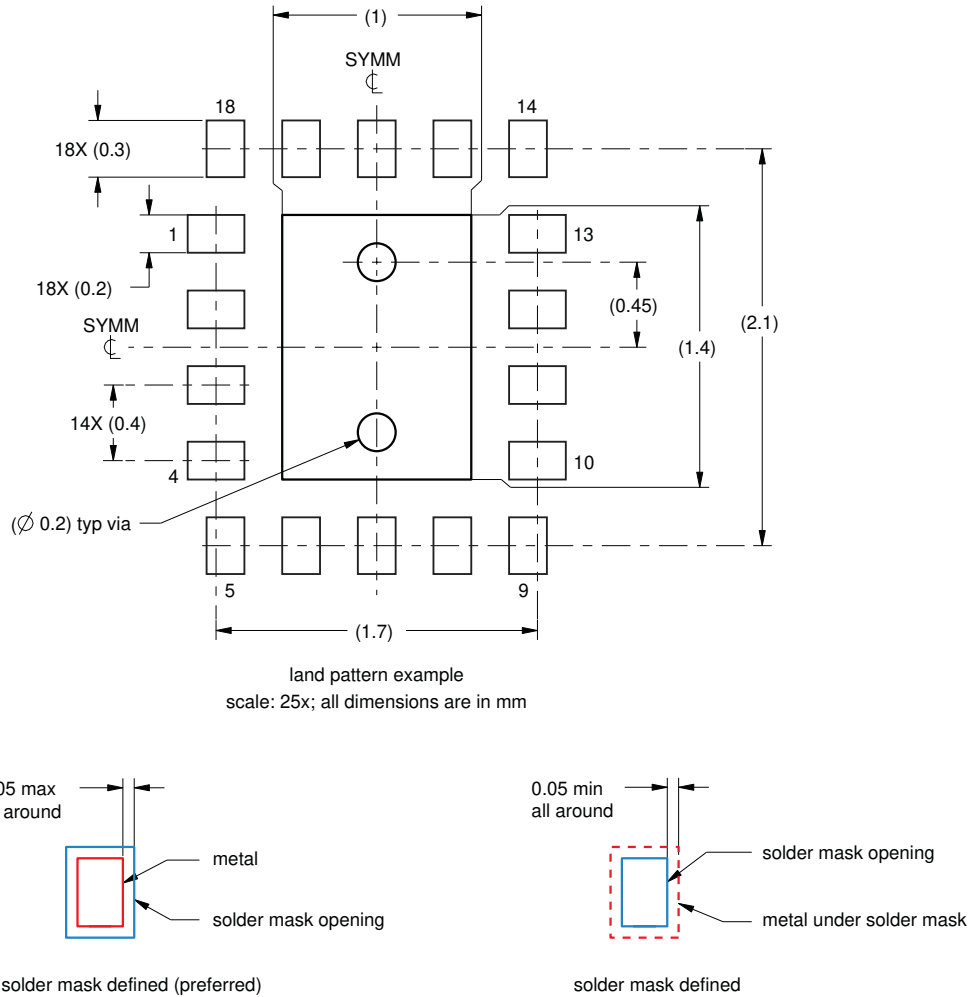 (1)
SYMM
℄
18
14
18X (0.3)
1
13
18X (0.2)
(0.45)
SYMM
℄
(2.1)
(1.4)
14X (0.4)
4
10
(∅ 0.2) typ via
5
9
(1.7)
land pattern example
scale: 25x; all dimensions are in mm
05 max
around
metal
solder mask opening
solder mask defined (preferred)
0.05 min
all around
solder mask opening
metal under solder mask
solder mask defined